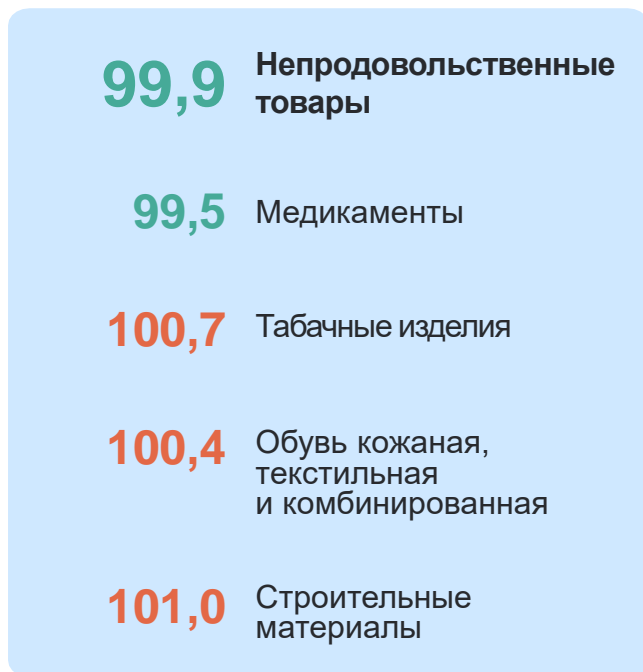 99,9 Непродовольственные
товары
99,5 Медикаменты
100,7 Табачные изделия
100,4 Обувь кожаная,
текстильная
и комбинированная
101,0 Строительные
материалы